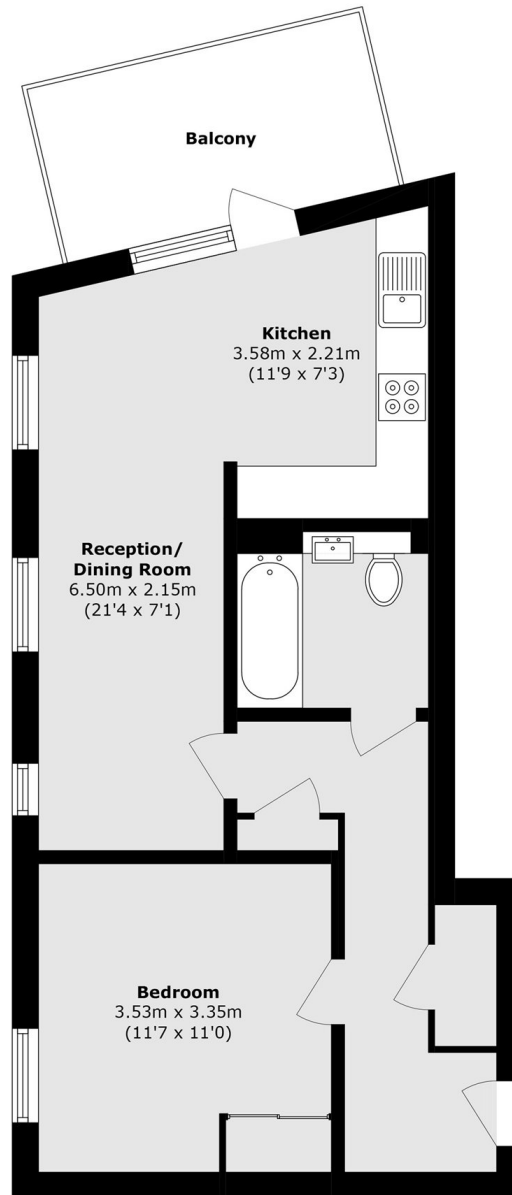 Balcony
Kitchen
3.58m x 2.21m
(11'9 x 7'3)
Reception/
Dining Room
6.50m x 2.15m
(21'4 x 7'1)
Bedroom
3.53m x 3.35m
(11'7 x 11'0)